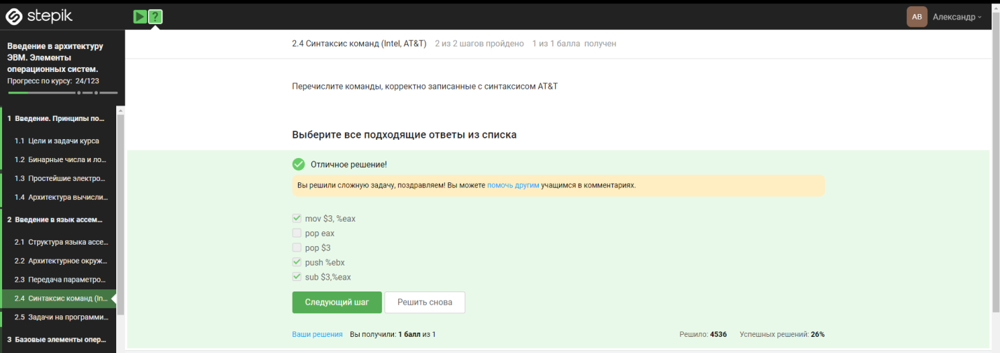 stepik
?
AB
Александр
Введение в архитектуру
ЭВМ. Элементы
операционных систем.
Прогресс по курсу: 24/123
1 Введение. Принципы по...
1.1 Цели и задачи курса
1.2 Бинарные числа и ло...
1.3 Простейшие электро...
1.4 Архитектура вычисли...
2 Введение в язык ассем...
2.1 Структура языка ассе...
2.2 Архитектурное окруж...
2.3 Передача параметро...
2.4 Синтаксис команд (In...
2.5 Задачи на программи...
3 Базовые элементы опер...
2.4 Синтаксис команд (Intel, AT&T) 2 из 2 шагов пройдено 1 из 1 балла получен
Перечислите команды, корректно записанные с синтаксисом AT&T
Выберите все подходящие ответы из списка
Отличное решение!
Вы решили сложную задачу, поздравляем! Вы можете помочь другим учащимся в комментариях.
mov $3, %eax
pop eax
pop $3
push %ebx
sub $3,%eax
Следующий шаг
Решить снова
Ваши решения Вы получили: 1 балл из 1
Решило: 4536 Успешных решений: 26%